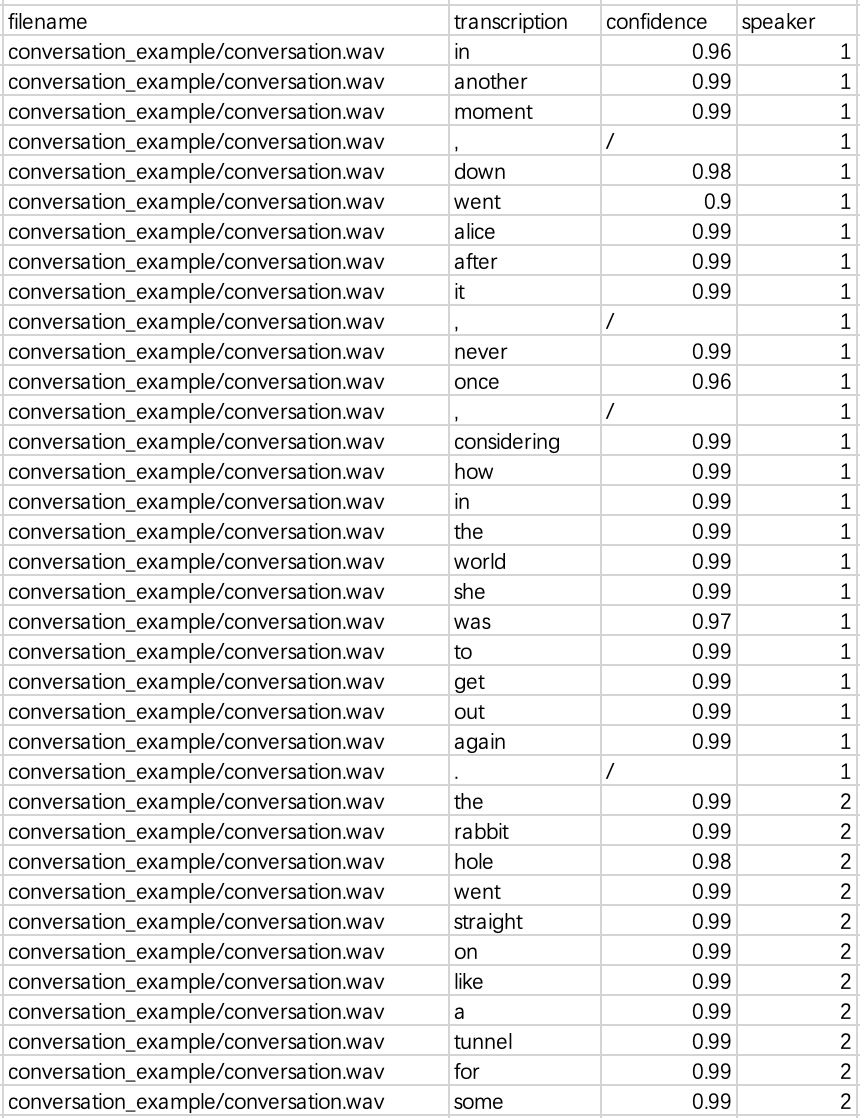 filename transcription confidence speaker
conversation_example/conversation.wav in 0.96 1
conversation_example/conversation.wav another 0.99 1
conversation_example/conversation.wav moment 0.99 1
conversation_example/conversation.wav , / 1
conversation_example/conversation.wav down 0.98 1
conversation_example/conversation.wav went 0.9 1
conversation_example/conversation.wav alice 0.99 1
conversation_example/conversation.wav after 0.99 1
conversation_example/conversation.wav it 0.99 1
conversation_example/conversation.wav , / 1
conversation_example/conversation.wav never 0.99 1
conversation_example/conversation.wav once 0.96 1
conversation_example/conversation.wav , / 1
conversation_example/conversation.wav considering 0.99 1
conversation_example/conversation.wav how 0.99 1
conversation_example/conversation.wav in 0.99 1
conversation_example/conversation.wav the 0.99 1
conversation_example/conversation.wav world 0.99 1
conversation_example/conversation.wav she 0.99 1
conversation_example/conversation.wav was 0.97 1
conversation_example/conversation.wav to 0.99 1
conversation_example/conversation.wav get 0.99 1
conversation_example/conversation.wav out 0.99 1
conversation_example/conversation.wav again 0.99 1
conversation_example/conversation.wav . / 1
conversation_example/conversation.wav the 0.99 2
conversation_example/conversation.wav rabbit 0.99 2
conversation_example/conversation.wav hole 0.98 2
conversation_example/conversation.wav went 0.99 2
conversation_example/conversation.wav straight 0.99 2
conversation_example/conversation.wav on 0.99 2
conversation_example/conversation.wav like 0.99 2
conversation_example/conversation.wav a 0.99 2
conversation_example/conversation.wav tunnel 0.99 2
conversation_example/conversation.wav for 0.99 2
conversation_example/conversation.wav some 0.99 2